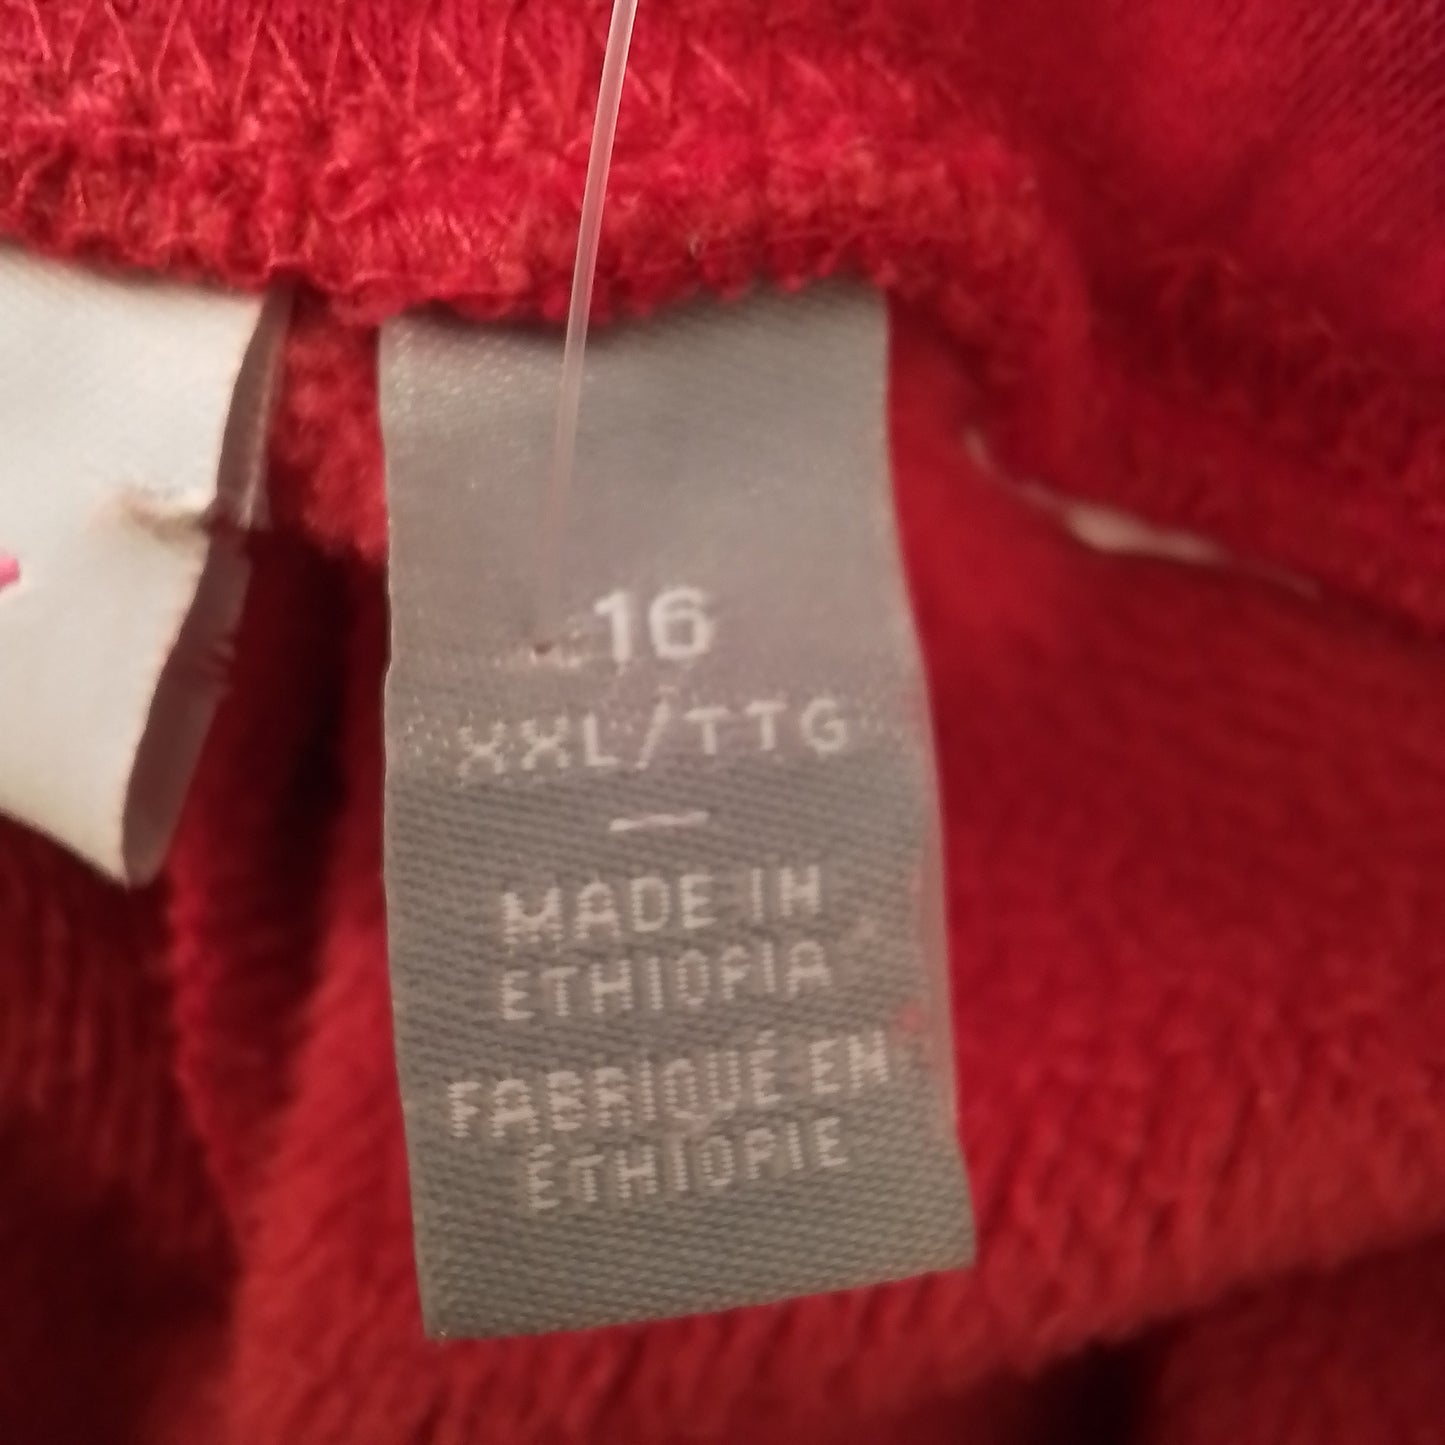 16
XXL/TTG
—
MADE IN
ETHIOPIA
FABRIQUÉ EN
ÉTHIOPIE